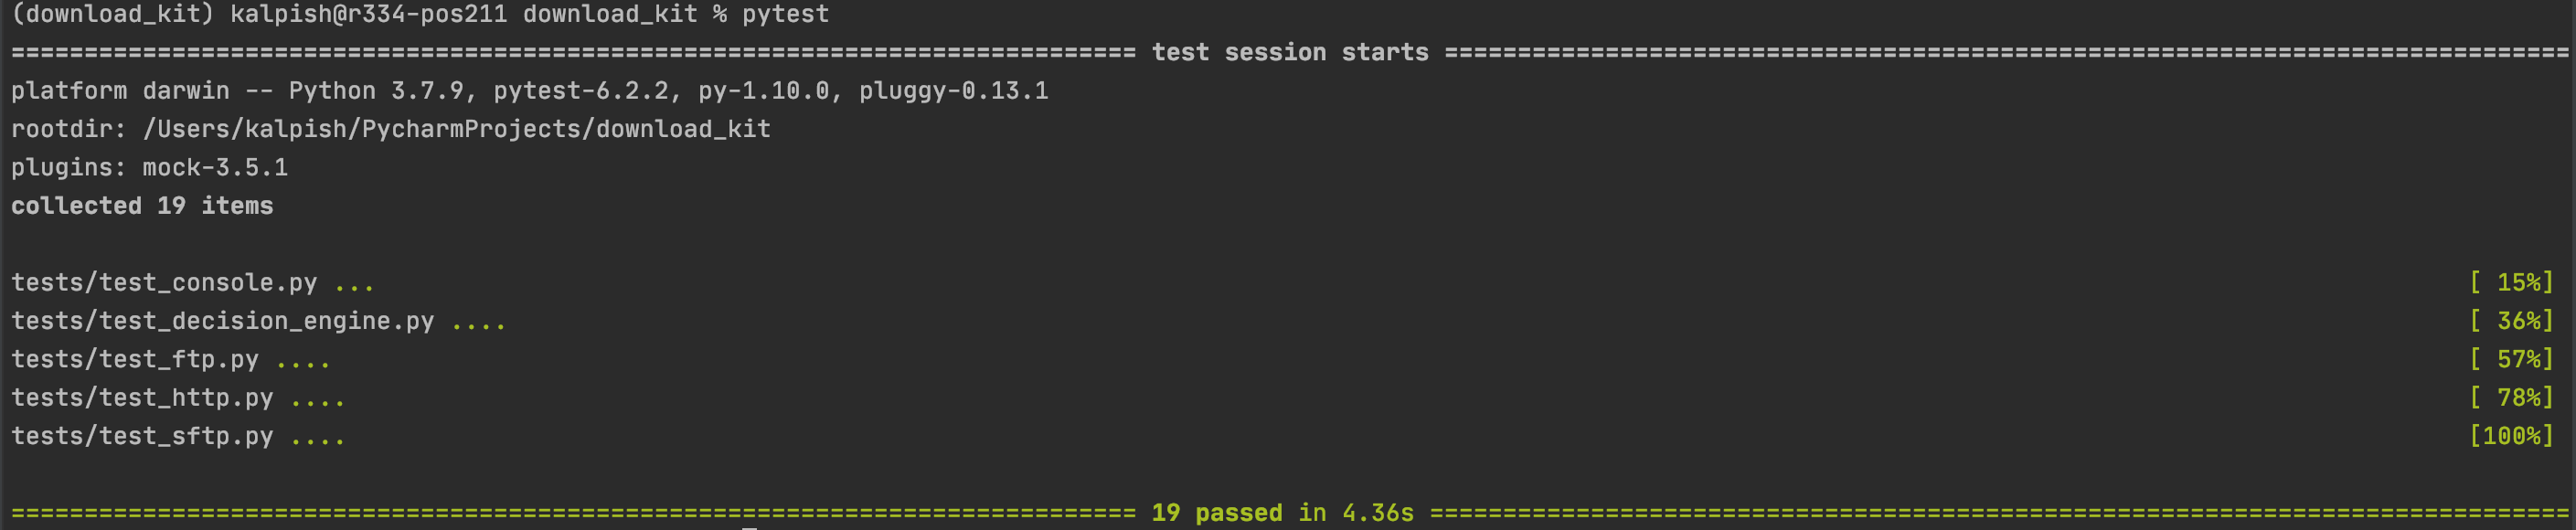 (download_kit) kalpish@r334-pos211 download_kit % pytest
============================================================================= test session starts =============================================================================
platform darwin -- Python 3.7.9, pytest-6.2.2, py-1.10.0, pluggy-0.13.1
rootdir: /Users/kalpish/PycharmProjects/download_kit
plugins: mock-3.5.1
collected 19 items
tests/test_console.py ... [ 15%]
tests/test_decision_engine.py .... [ 36%]
tests/test_ftp.py .... [ 57%]
tests/test_http.py .... [ 78%]
tests/test_sftp.py .... [100%]
============================================================================= 19 passed in 4.36s ==============================================================================